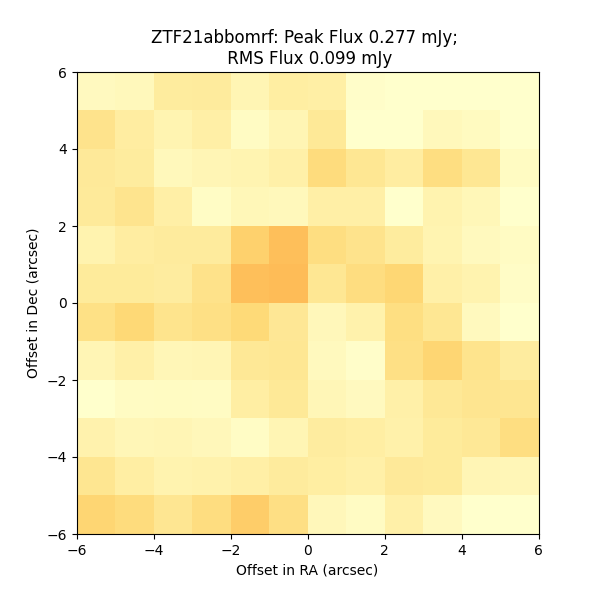 ZTF21abbomrf: Peak Flux 0.277 mJy;
RMS Flux 0.099 mJy
6
4
2
0
−2
−4
−6
Offset in Dec (arcsec)
−6 −4 −2 0 2 4 6
Offset in RA (arcsec)